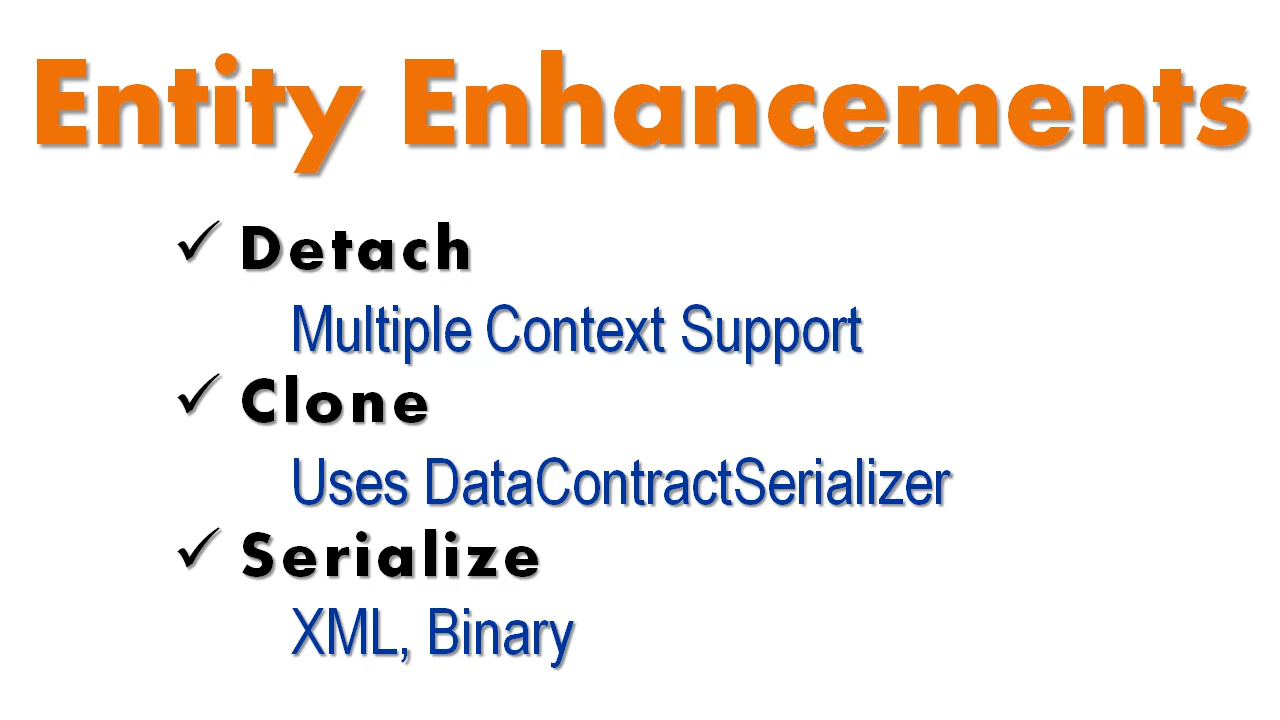 Entity Enhancements
✓ Detach
Multiple Context Support
✓ Clone
Uses DataContractSerializer
✓ Serialize
XML, Binary